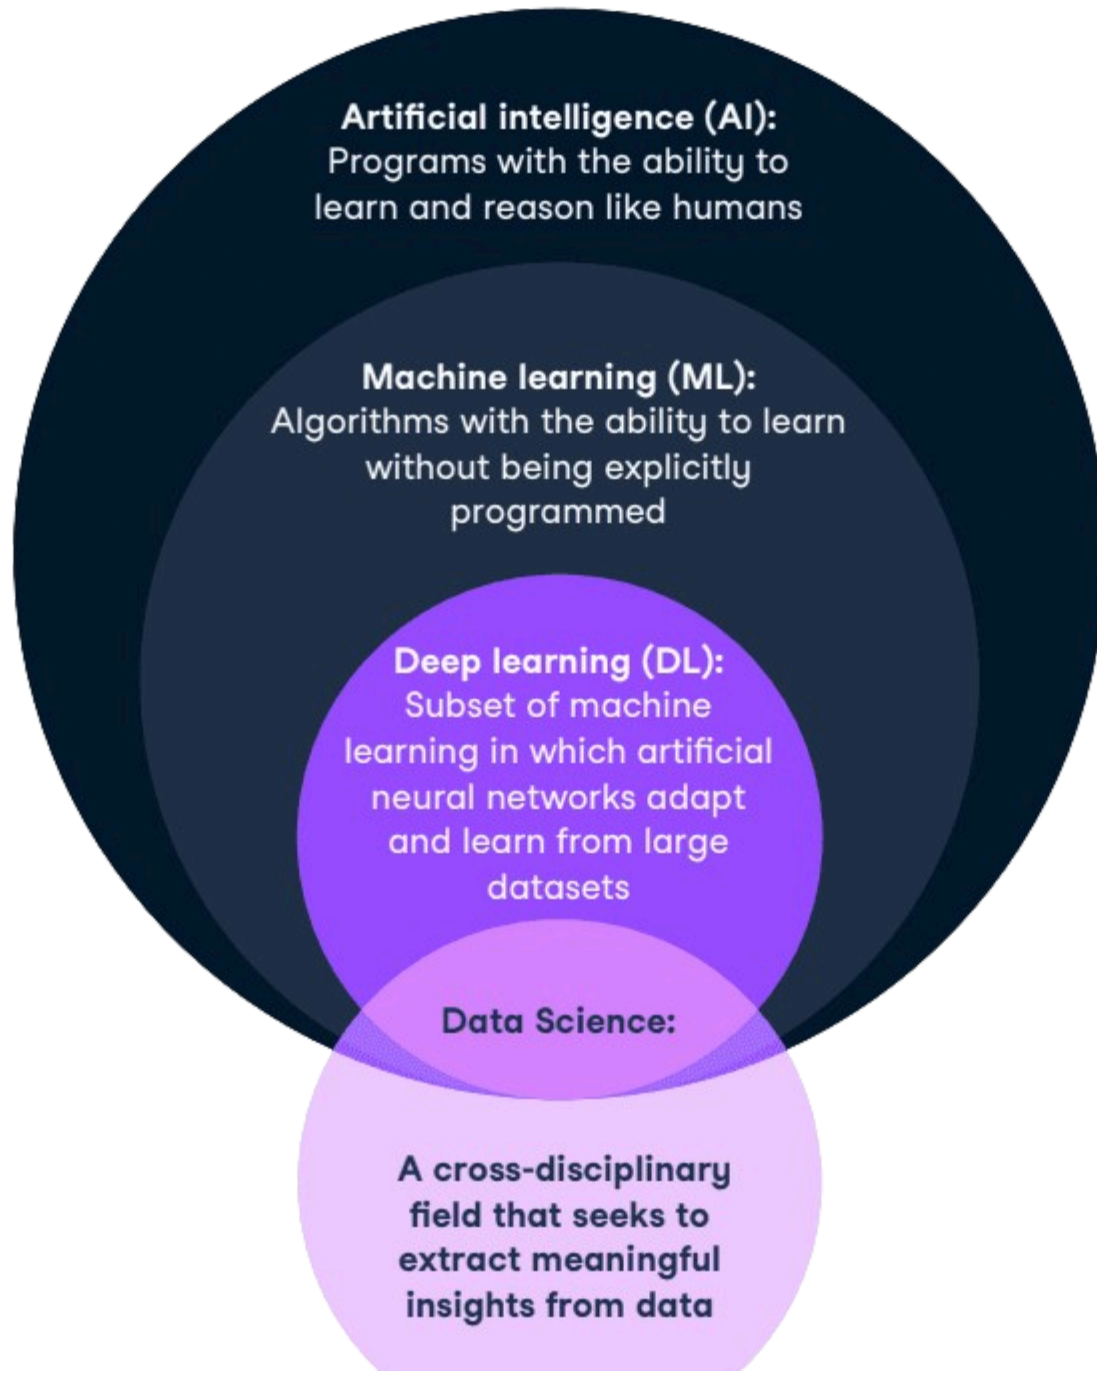 Artificial intelligence (AI):
Programs with the ability to
learn and reason like humans
Machine learning (ML):
Algorithms with the ability to learn
without being explicitly
programmed
Deep learning (DL):
Subset of machine
learning in which artificial
neural networks adapt
and learn from large
datasets
Data Science:
A cross-disciplinary
field that seeks to
extract meaningful
insights from data